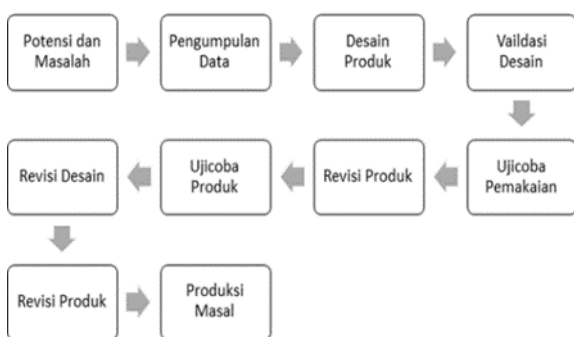 Potensi dan
Masalah
Pengumpulan
Data
Desain
Produk
Vaildasi
Desain
Ujicoba
Pemakaian
Revisi Produk
Ujicoba
Produk
Revisi Desain
Revisi Produk
Produksi
Masal